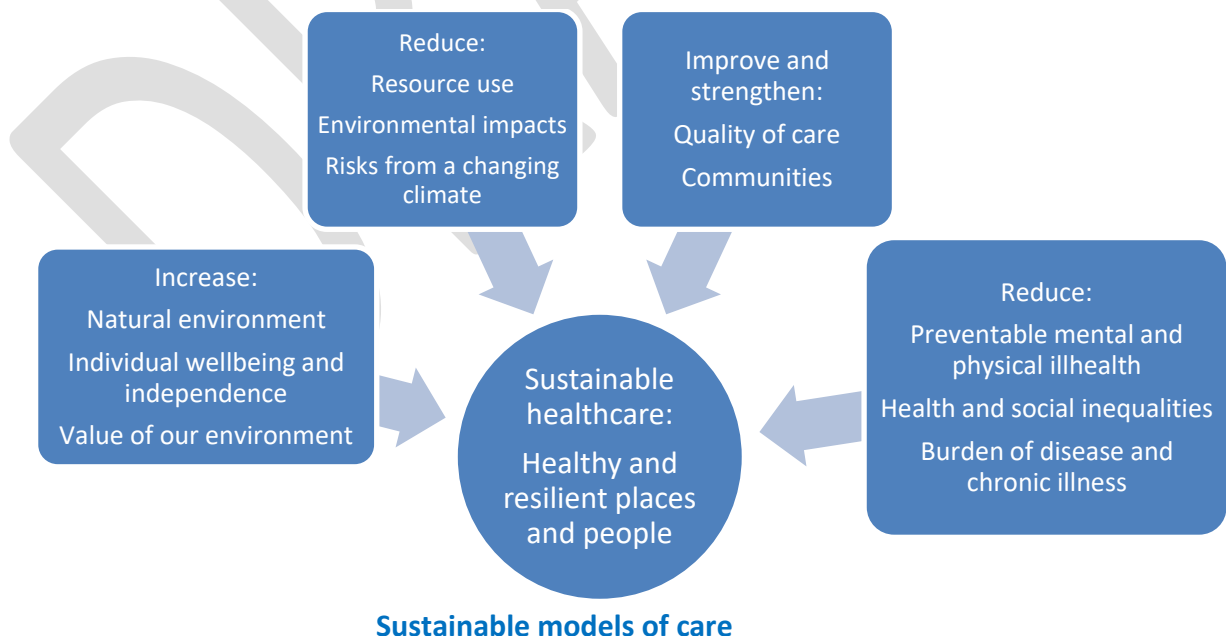 Reduce:
Resource use
Environmental impacts
Risks from a changing
climate
Improve and
strengthen:
Quality of care
Communities
Increase:
Natural environment
Individual wellbeing and
independence
Value of our environment
Reduce:
Preventable mental and
physical illhealth
Health and social inequalities
Burden of disease and
chronic illness
Sustainable
healthcare:
Healthy and
resilient places
and people
Sustainable models of care